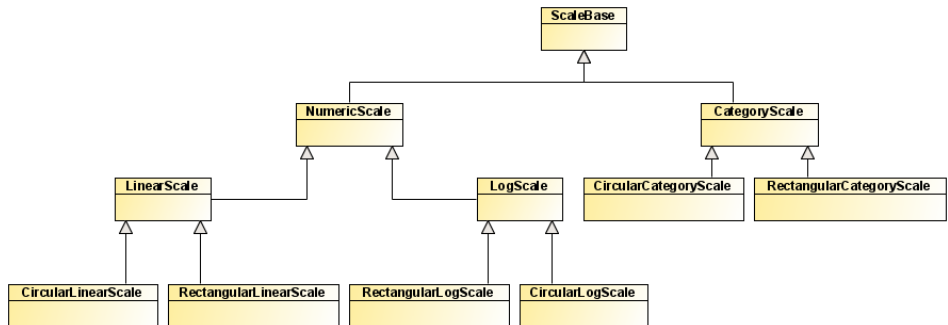 ScaleBase
NumericScale
CategoryScale
LinearScale
LogScale
CircularCategoryScale
RectangularCategoryScale
CircularLinearScale
RectangularLinearScale
RectangularLogScale
CircularLogScale